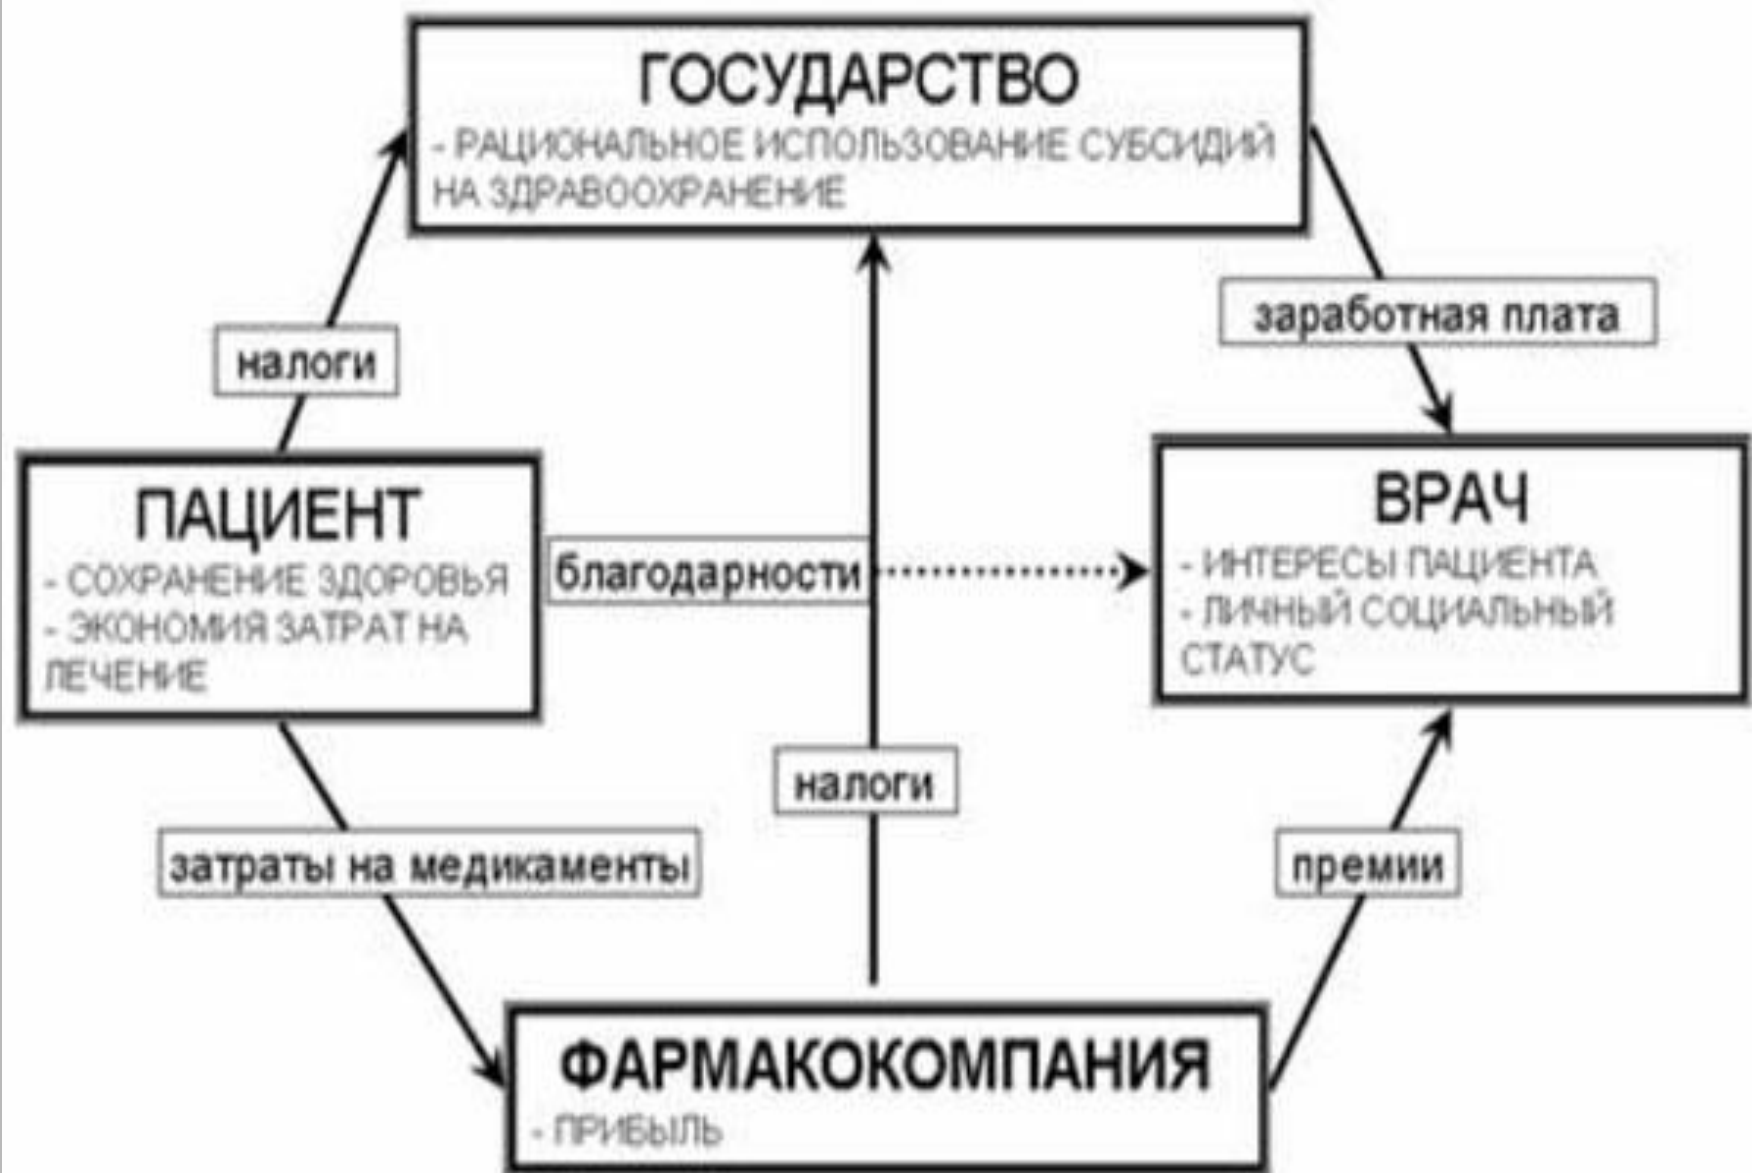 ГОСУДАРСТВО
- РАЦИОНАЛЬНОЕ ИСПОЛЬЗОВАНИЕ СУБСИДИЙ
НА ЗДРАВООХРАНЕНИЕ
заработная плата
налоги
ПАЦИЕНТ
- СОХРАНЕНИЕ ЗДОРОВЬЯ
- ЭКОНОМИЯ ЗАТРАТ НА
ЛЕЧЕНИЕ
благодарности
ВРАЧ
- ИНТЕРЕСЫ ПАЦИЕНТА
- ЛИЧНЫЙ СОЦИАЛЬНЫЙ
СТАТУС
налоги
затраты на медикаменты
премии
ФАРМАКОКОМПАНИЯ
- ПРИБЫЛЬ